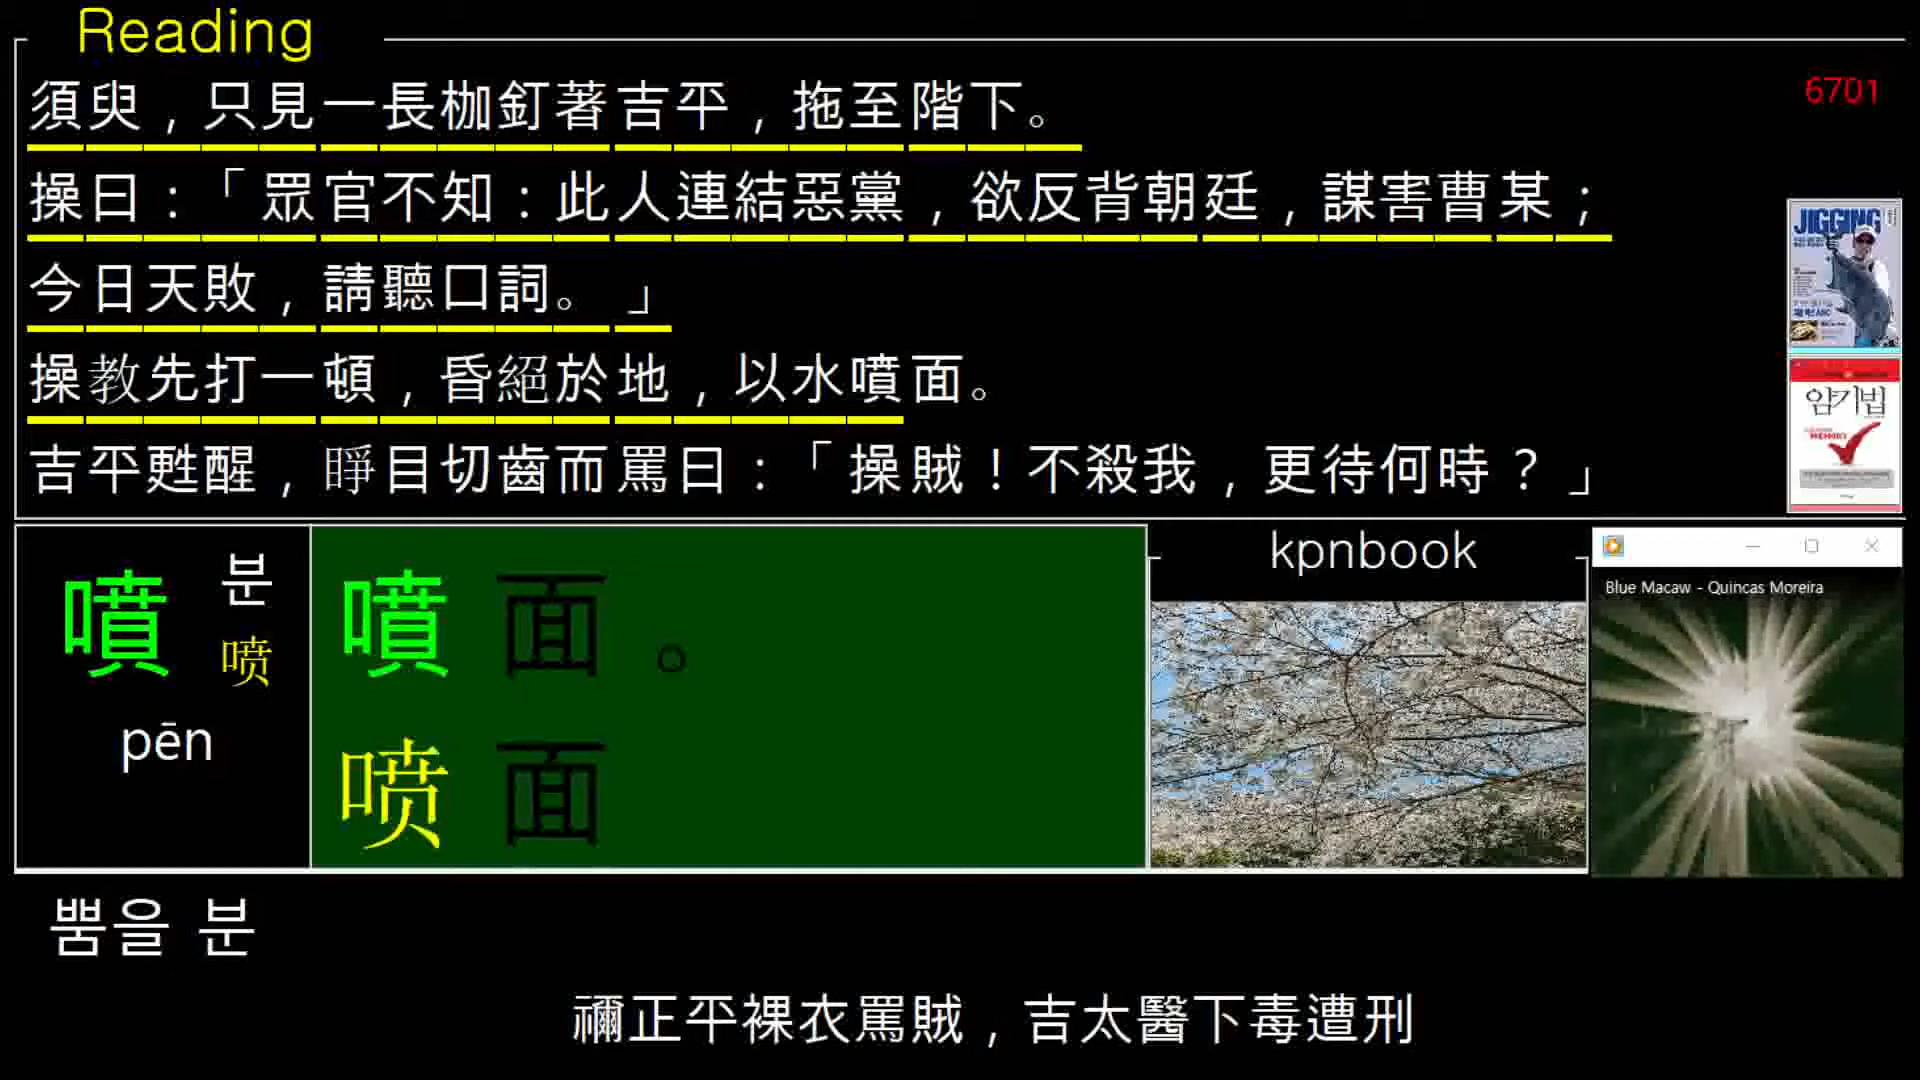 Reading
6701
須臾，只見一長枷釘著吉平，拖至階下。
操曰：「眾官不知：此人連結惡黨，欲反背朝廷，謀害曹某；
今日天敗，請聽口詞。」
操教先打一頓，昏絕於地，以水噴面。
吉平甦醒，睜目切齒而罵曰：「操賊！不殺我，更待何時？」
JIGGING
암기법
噴 분 喷
pēn
噴面。
喷面
kpnbook
Blue Macaw - Quincas Moreira
뿜을 분
禰正平裸衣罵賊，吉太醫下毒遭刑